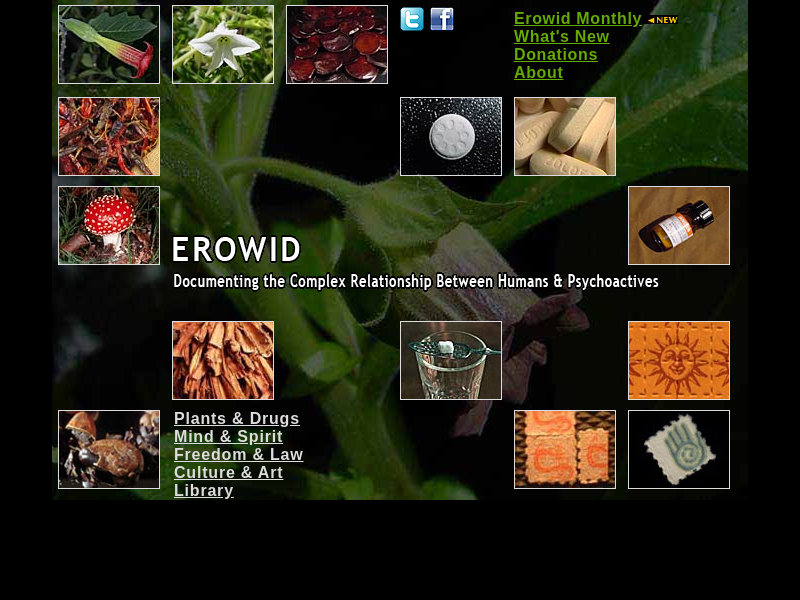 Erowid Monthly ◄NEW
What's New
Donations
About
EROWID
Documenting the Complex Relationship Between Humans & Psychoactives
Plants & Drugs
Mind & Spirit
Freedom & Law
Culture & Art
Library